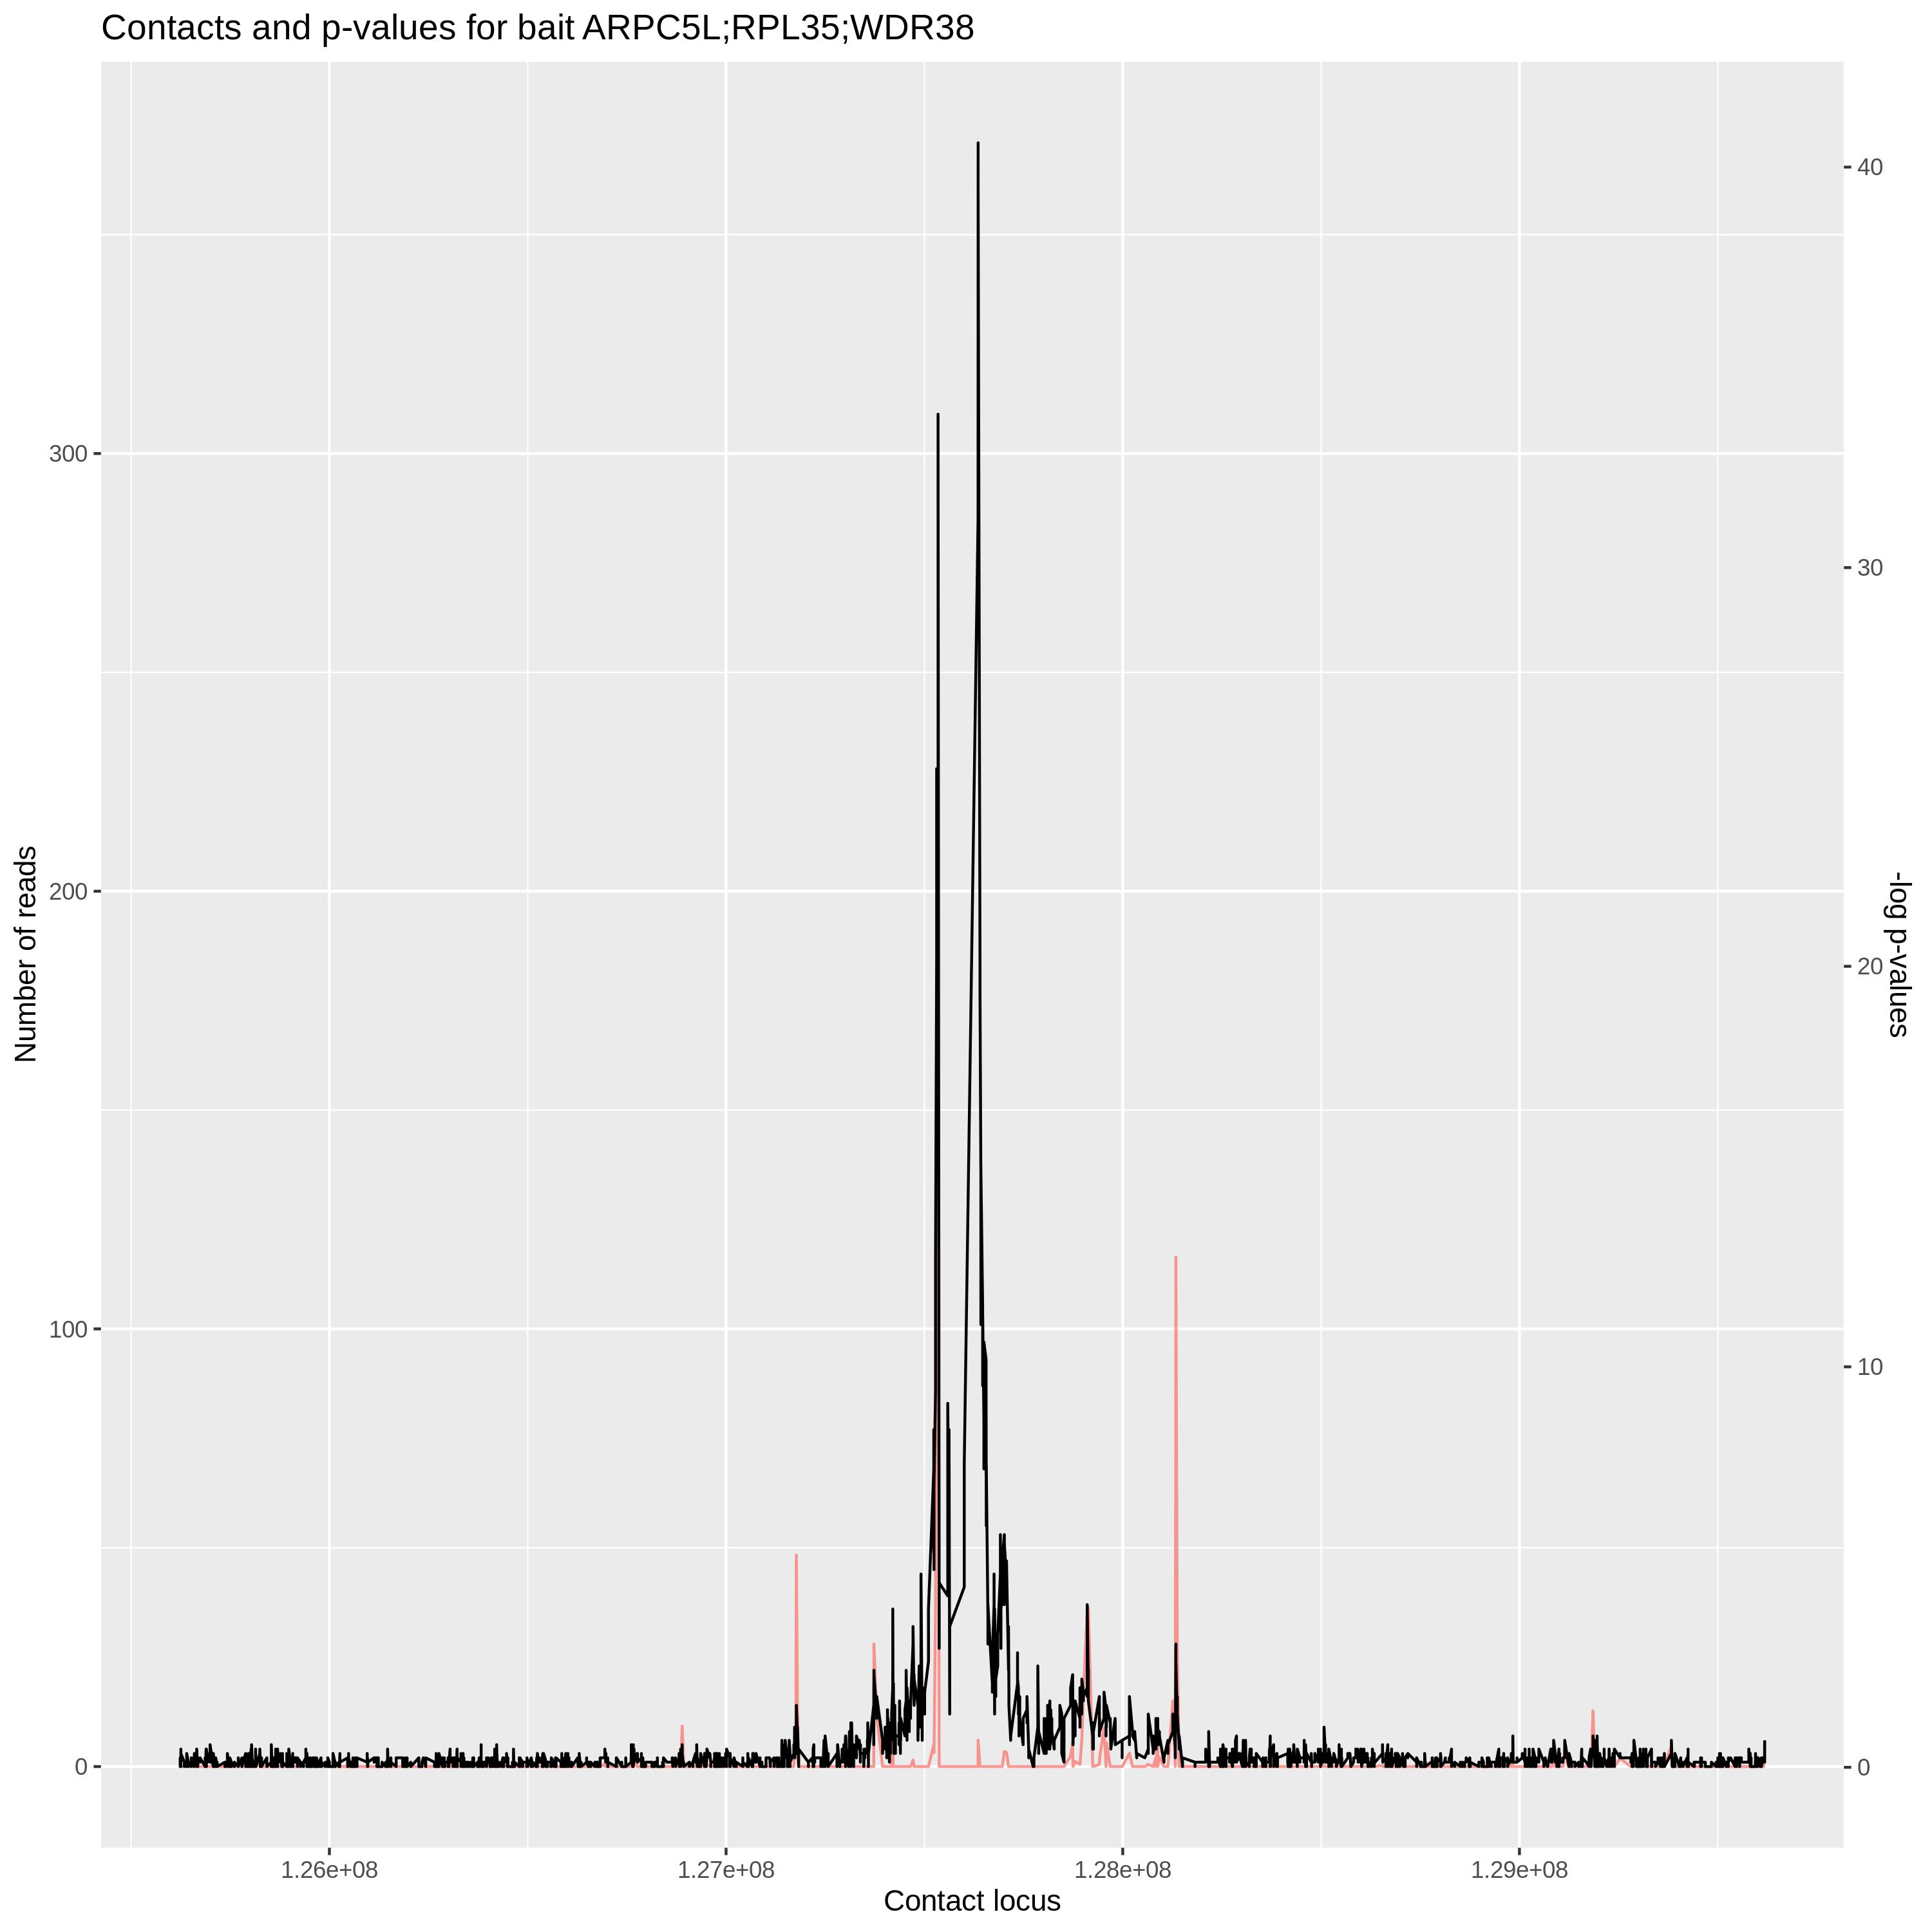 Contacts and p-values for bait ARPC5L;RPL35;WDR38
Number of reads
300
200
100
0
40
30
20
10
0
-log p-values
1.26e+08
1.27e+08
1.28e+08
1.29e+08
Contact locus